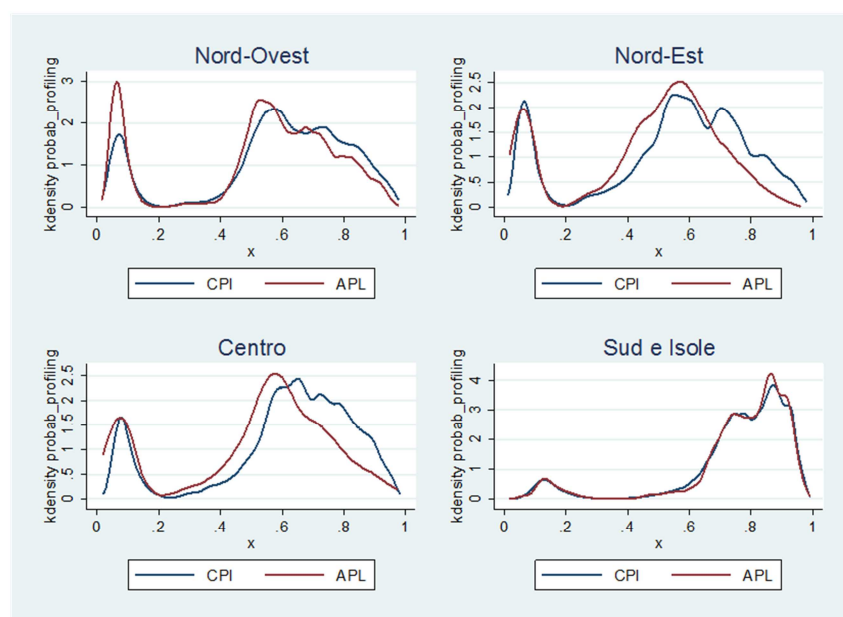 Nord-Ovest
kdensity probab_profiling
3
2
1
0
0 .2 .4 .6 .8 1
x
CPI APL
Nord-Est
kdensity probab_profiling
2.5
2
1.5
1
.5
0
0 .2 .4 .6 .8 1
x
CPI APL
Centro
kdensity probab_profiling
2.5
2
1.5
1
.5
0
0 .2 .4 .6 .8 1
x
CPI APL
Sud e Isole
kdensity probab_profiling
4
3
2
1
0
0 .2 .4 .6 .8 1
x
CPI APL